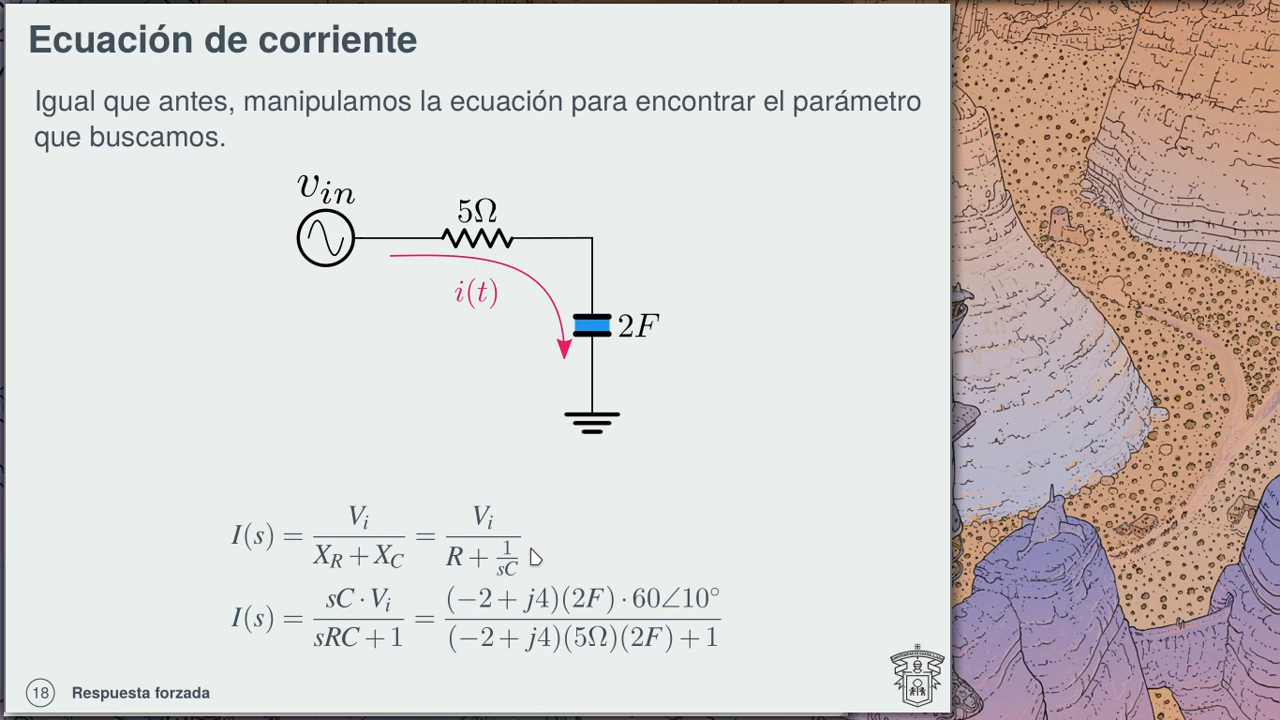 Ecuación de corriente
Igual que antes, manipulamos la ecuación para encontrar el parámetro
que buscamos.
v_in
5Ω
i(t)
2F
I(s) = V_i / (X_R + X_C) = V_i / (R + 1/(sC))
I(s) = (sC · V_i) / (sRC + 1) = ((−2 + j4)(2F) · 60∠10°) / ((−2 + j4)(5Ω)(2F) + 1)
18 Respuesta forzada